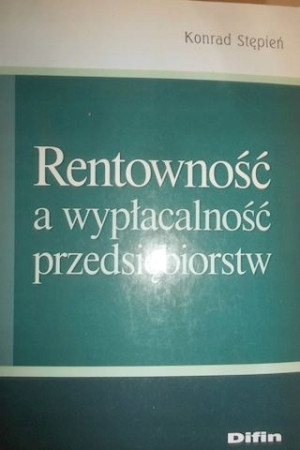 Konrad Stępień
Rentowność
a wypłacalność
przedsiębiorstw
Difin